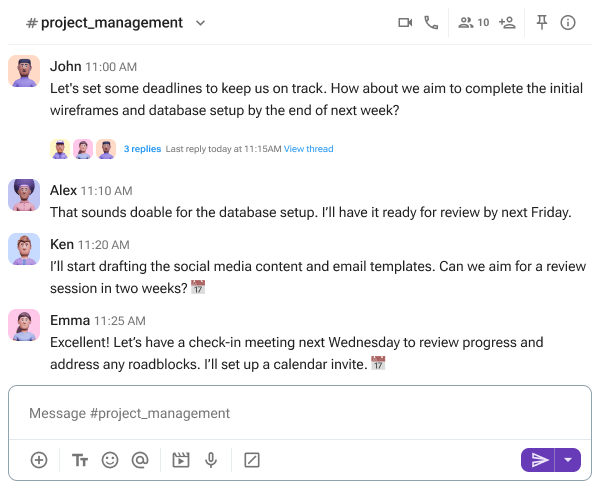 # project_management
10
John 11:00 AM
Let's set some deadlines to keep us on track. How about we aim to complete the initial
wireframes and database setup by the end of next week?
3 replies Last reply today at 11:15AM View thread
Alex 11:10 AM
That sounds doable for the database setup. I’ll have it ready for review by next Friday.
Ken 11:20 AM
I’ll start drafting the social media content and email templates. Can we aim for a review
session in two weeks? 📅
Emma 11:25 AM
Excellent! Let’s have a check-in meeting next Wednesday to review progress and
address any roadblocks. I’ll set up a calendar invite. 📅
Message #project_management